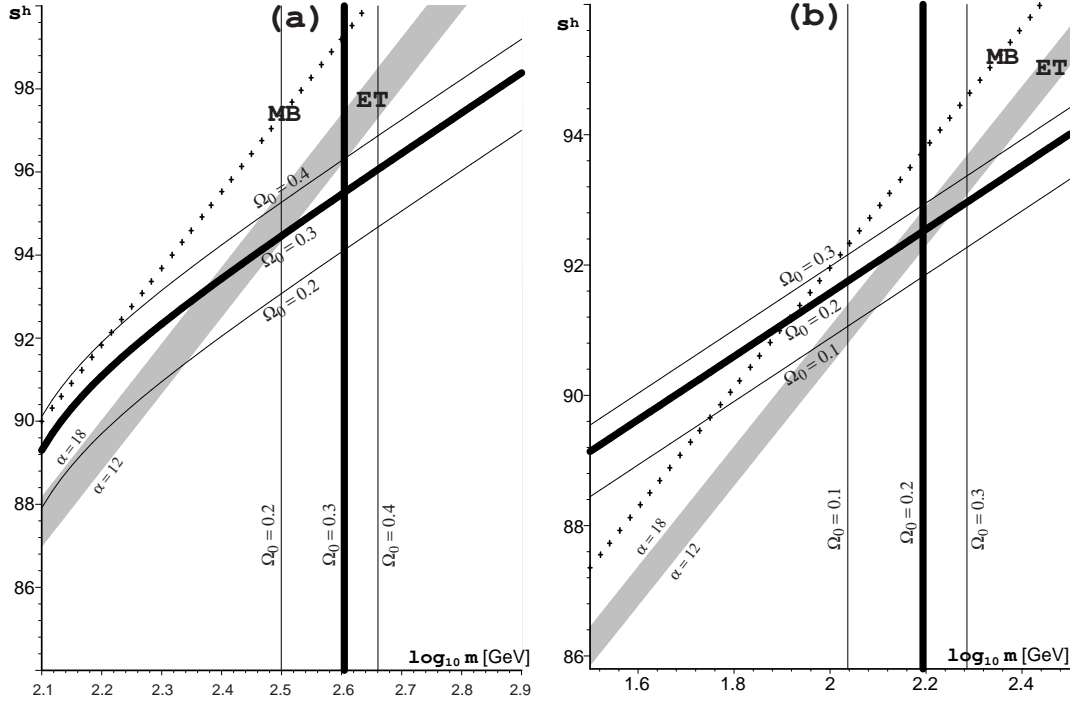 (a)
sʰ
98
96
94
92
90
88
86
MB
ET
Ω₀ = 0.4
Ω₀ = 0.3
Ω₀ = 0.2
α = 18
α = 12
Ω₀ = 0.2
Ω₀ = 0.3
Ω₀ = 0.4
log₁₀ m [GeV]
2.1 2.2 2.3 2.4 2.5 2.6 2.7 2.8 2.9
(b)
sʰ
94
92
90
88
86
MB
ET
Ω₀ = 0.3
Ω₀ = 0.2
Ω₀ = 0.1
α = 18
α = 12
Ω₀ = 0.1
Ω₀ = 0.2
Ω₀ = 0.3
log₁₀ m [GeV]
1.6 1.8 2 2.2 2.4